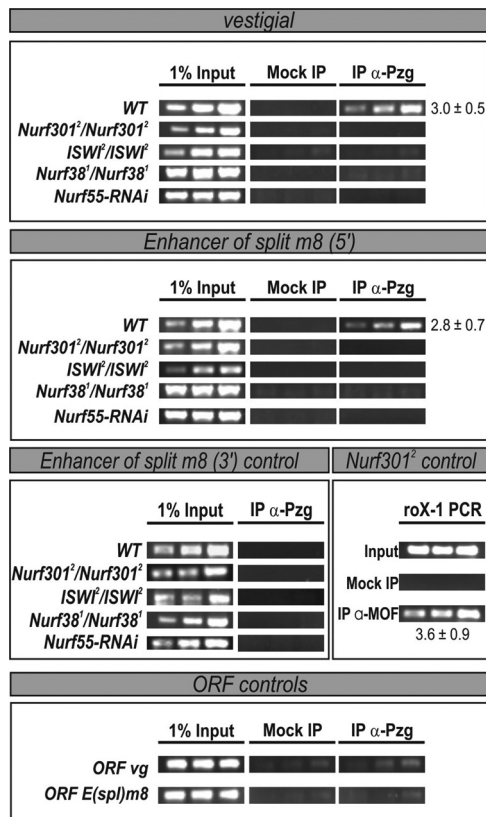 vestigial
1% Input Mock IP IP α-Pzg
WT 3.0 ± 0.5
Nurf301²/Nurf301²
ISWI²/ISWI²
Nurf38¹/Nurf38¹
Nurf55-RNAi
Enhancer of split m8 (5')
1% Input Mock IP IP α-Pzg
WT 2.8 ± 0.7
Nurf301²/Nurf301²
ISWI²/ISWI²
Nurf38¹/Nurf38¹
Nurf55-RNAi
Enhancer of split m8 (3') control
1% Input IP α-Pzg
WT
Nurf301²/Nurf301²
ISWI²/ISWI²
Nurf38¹/Nurf38¹
Nurf55-RNAi
Nurf301² control
roX-1 PCR
Input
Mock IP
IP α-MOF
3.6 ± 0.9
ORF controls
1% Input Mock IP IP α-Pzg
ORF vg
ORF E(spl)m8